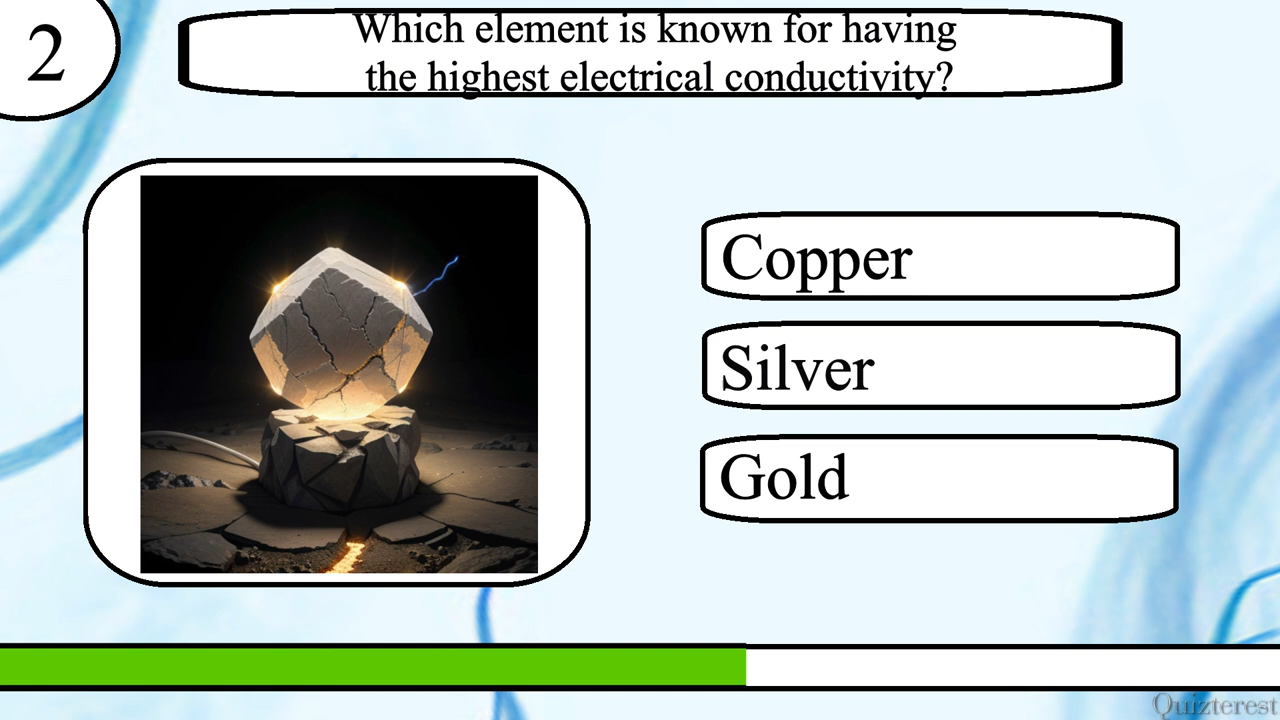 2
Which element is known for having
the highest electrical conductivity?
Copper
Silver
Gold
Quizterest